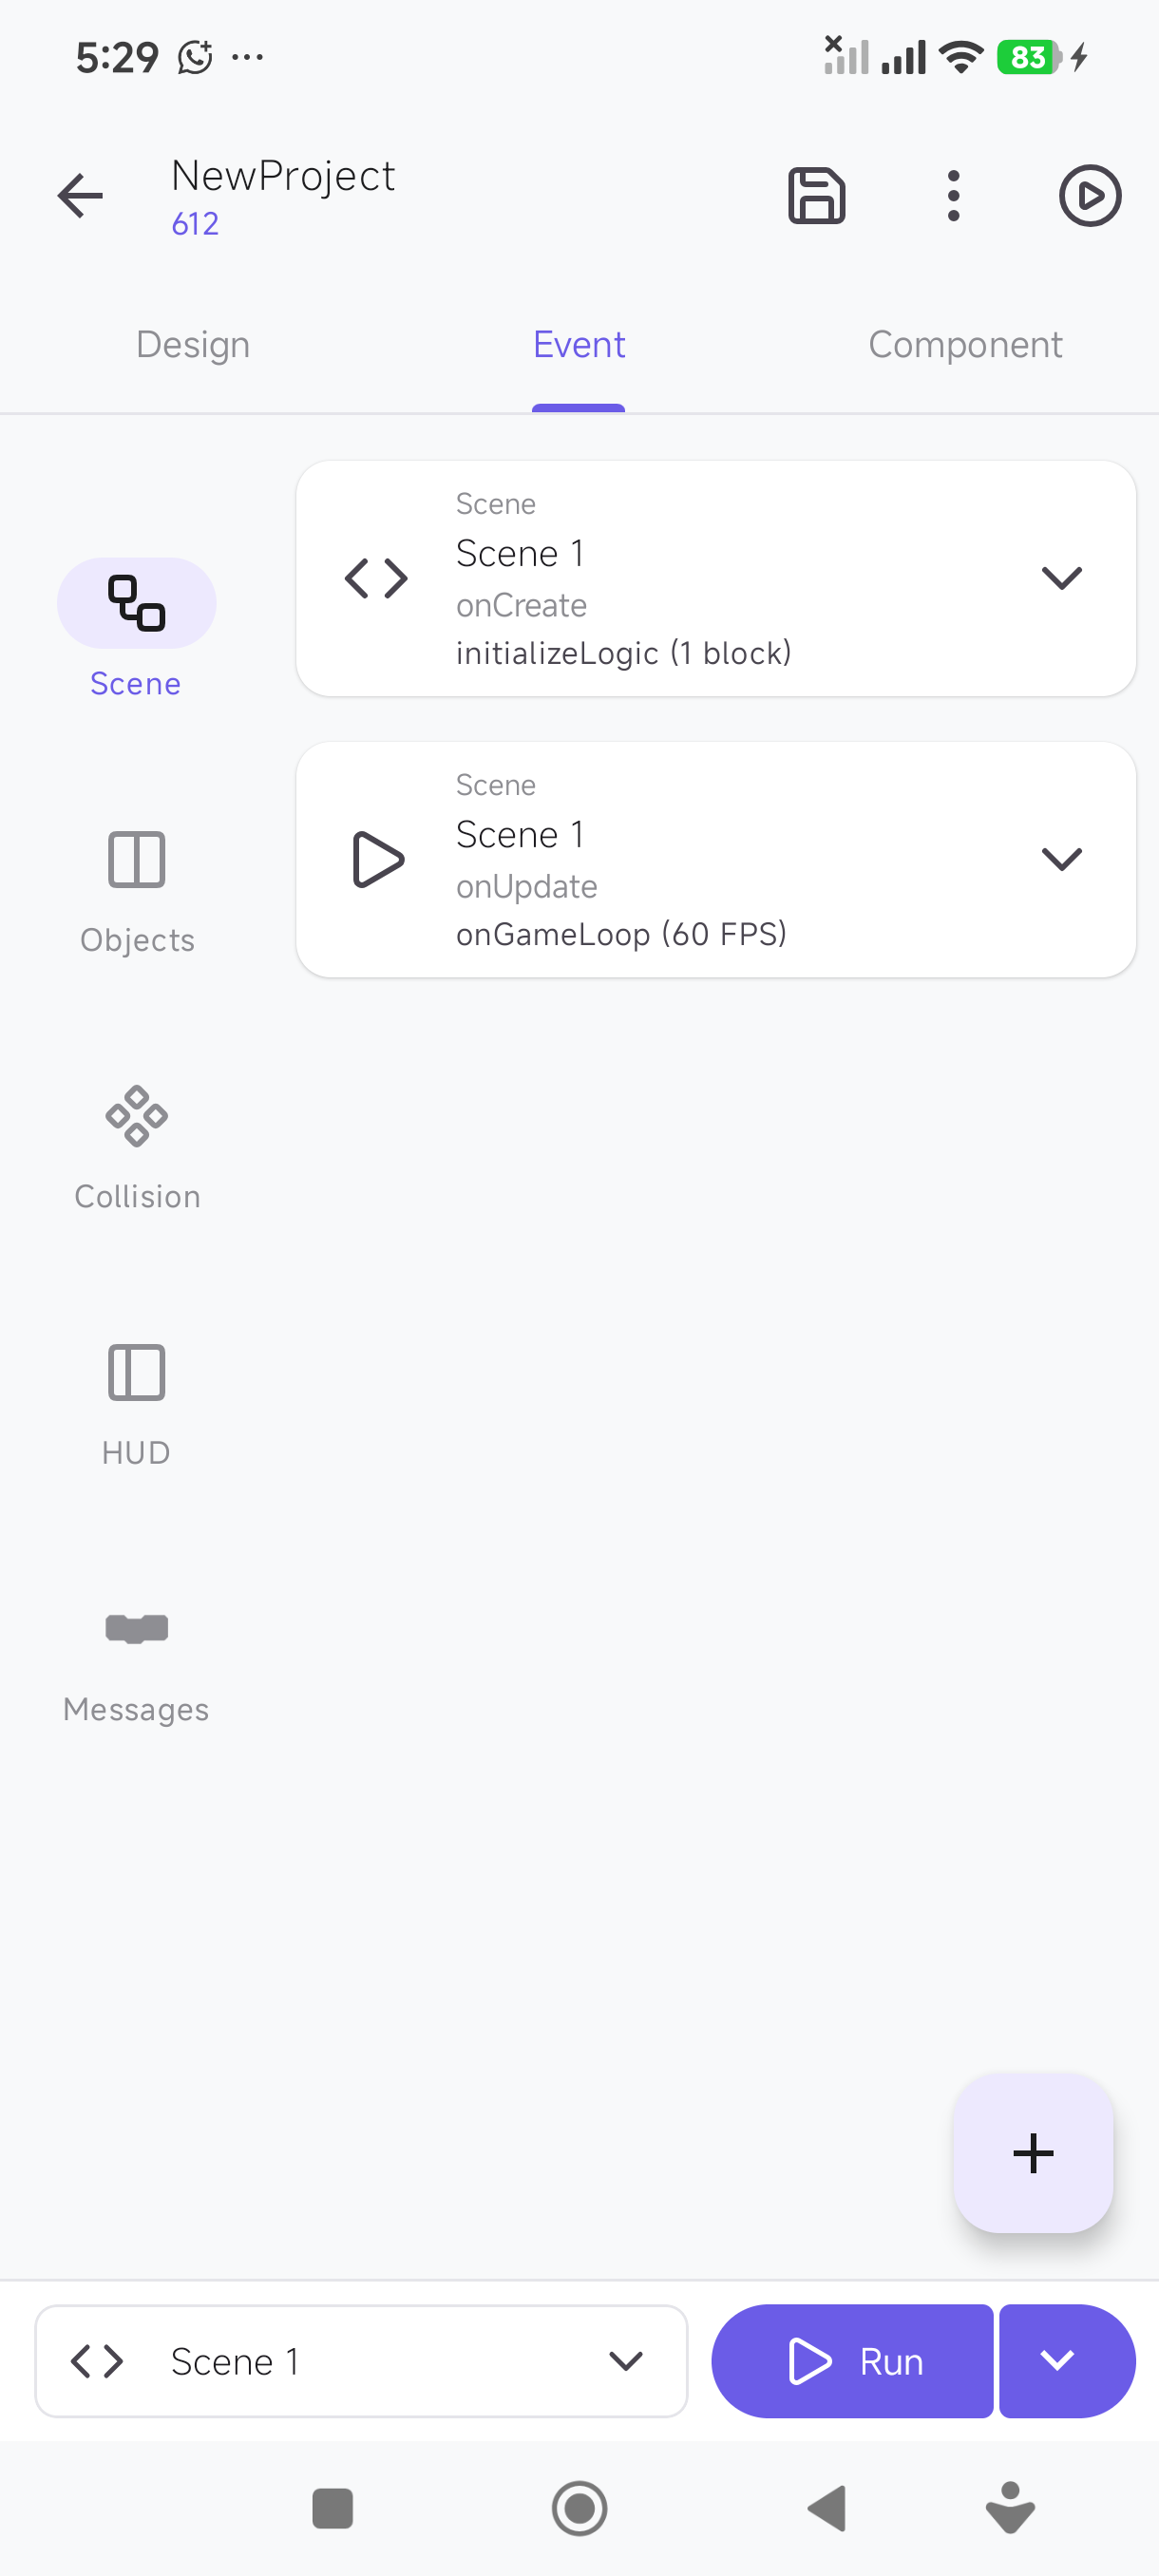 5:29
83
NewProject
612
Design
Event
Component
Scene
Scene 1
onCreate
initializeLogic (1 block)
Scene
Scene
Scene 1
onUpdate
onGameLoop (60 FPS)
Objects
Collision
HUD
Messages
Scene 1
Run